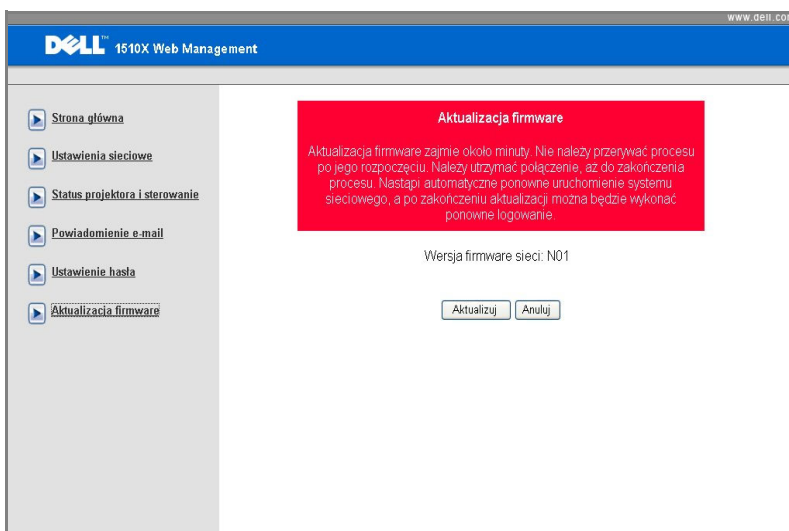 www.dell.com
DELL™ 1510X Web Management
Strona główna
Ustawienia sieciowe
Status projektora i sterowanie
Powiadomienie e-mail
Ustawienie hasła
Aktualizacja firmware
Aktualizacja firmware
Aktualizacja firmware zajmie około minuty. Nie należy przerywać procesu
po jego rozpoczęciu. Należy utrzymać połączenie, aż do zakończenia
procesu. Nastąpi automatyczne ponowne uruchomienie systemu
sieciowego, a po zakończeniu aktualizacji można będzie wykonać
ponowne logowanie.
Wersja firmware sieci: N01
Aktualizuj Anuluj